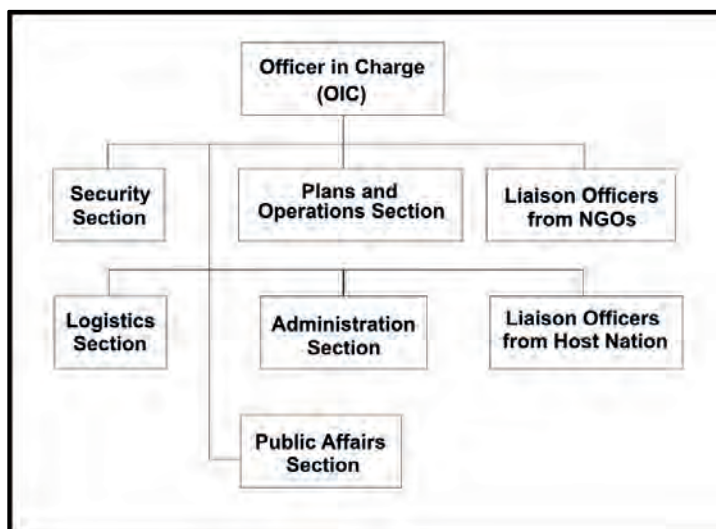 Officer in Charge
(OIC)
Security
Section
Plans and
Operations Section
Liaison Officers
from NGOs
Logistics
Section
Administration
Section
Liaison Officers
from Host Nation
Public Affairs
Section